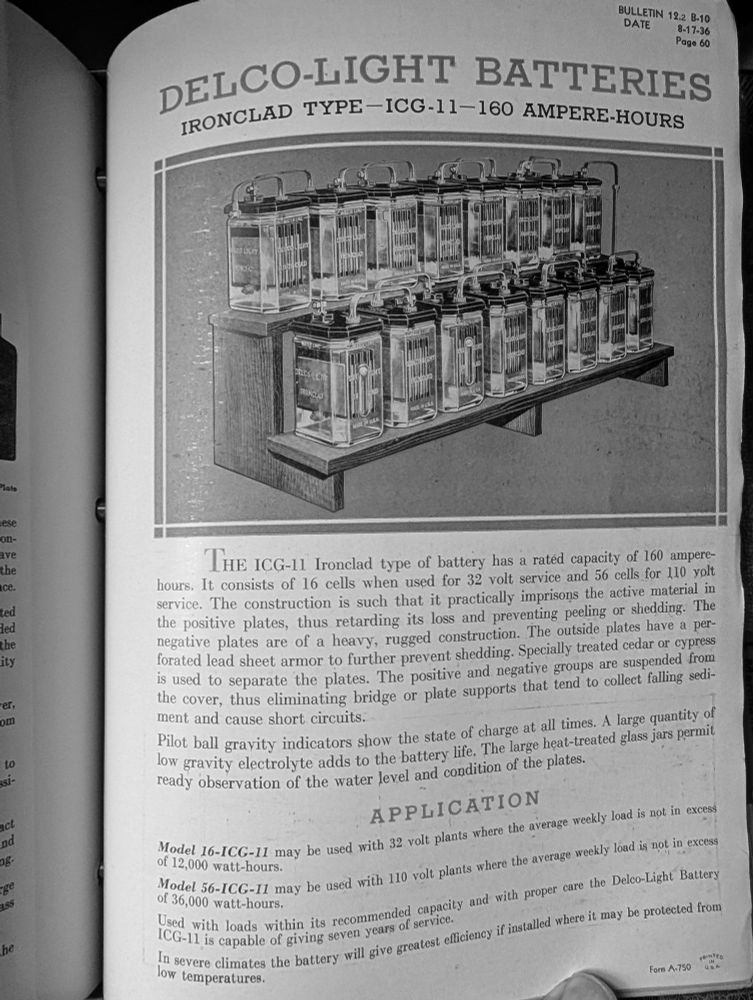 BULLETIN 12.2 B-10
DATE 8-17-36
Page 60
DELCO-LIGHT BATTERIES
IRONCLAD TYPE—ICG-11—160 AMPERE-HOURS
DELCO-LIGHT
IRONCLAD
MADE IN U.S.A.
THE ICG-11 Ironclad type of battery has a rated capacity of 160 ampere-
hours. It consists of 16 cells when used for 32 volt service and 56 cells for 110 volt
service. The construction is such that it practically imprisons the active material in
the positive plates, thus retarding its loss and preventing peeling or shedding. The
negative plates are of a heavy, rugged construction. The outside plates have a per-
forated lead sheet armor to further prevent shedding. Specially treated cedar or cypress
is used to separate the plates. The positive and negative groups are suspended from
the cover, thus eliminating bridge or plate supports that tend to collect falling sedi-
ment and cause short circuits.
Pilot ball gravity indicators show the state of charge at all times. A large quantity of
low gravity electrolyte adds to the battery life. The large heat-treated glass jars permit
ready observation of the water level and condition of the plates.
APPLICATION
Model 16-ICG-11 may be used with 32 volt plants where the average weekly load is not in excess
of 12,000 watt-hours.
Model 56-ICG-11 may be used with 110 volt plants where the average weekly load is not in excess
of 36,000 watt-hours.
Used with loads within its recommended capacity and with proper care the Delco-Light Battery
ICG-11 is capable of giving seven years of service.
In severe climates the battery will give greatest efficiency if installed where it may be protected from
low temperatures.
Form A-750
PRINTED
IN
U.S.A.
Plate